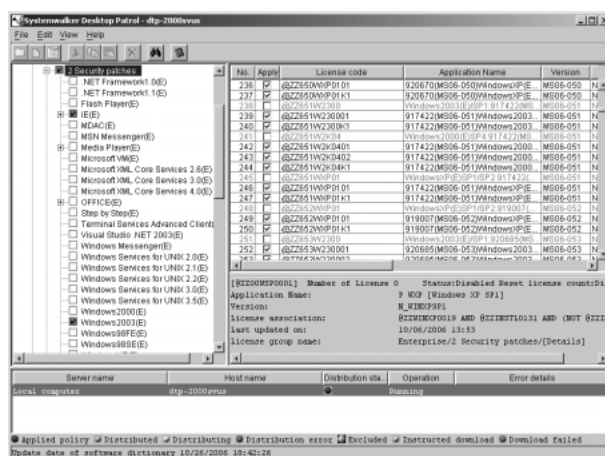 Systemwalker Desktop Patrol - dtp-2000svus
File Edit View Help
2 Security patches
.NET Framework1.0(E)
.NET Framework1.1(E)
Flash Player(E)
IE(E)
MDAC(E)
MSN Messenger(E)
Media Player(E)
Microsoft VM(E)
Microsoft XML Core Services 2.6(E)
Microsoft XML Core Services 3.0(E)
Microsoft XML Core Services 4.0(E)
OFFICE(E)
Step by Step(E)
Terminal Services Advanced Client(
Visual Studio .NET 2003(E)
Windows Messenger(E)
Windows Services for UNIX 2.0(E)
Windows Services for UNIX 2.1(E)
Windows Services for UNIX 2.2(E)
Windows Services for UNIX 3.0(E)
Windows Services for UNIX 3.5(E)
Windows2000(E)
Windows2003(E)
Windows98FE(E)
Windows98SE(E)
No. Apply License code Application Name Version
236 @ZZ650WXP0101 920670(MS06-050)WindowsXP(E... MS06-050 N
237 @ZZ650WXP01K1 920670(MS06-050)WindowsXP(E... MS06-050 N
238 Windows2003(E)/SP1 917422(MS... MS06-051
239 @ZZ651W230001 917422(MS06-051)Windows2003... MS06-051 N
240 @ZZ651W2300K1 917422(MS06-051)Windows2003... MS06-051 N
241 @ZZ651W2K04 Windows2000(E)/SP4 917422(MS... MS06-051
242 @ZZ651W2K0401 917422(MS06-051)Windows2000... MS06-051 N
243 @ZZ651W2K0402 917422(MS06-051)Windows2000... MS06-051 N
244 @ZZ651W2K04K1 917422(MS06-051)Windows2000... MS06-051 N
245 @ZZ651WXP01 WindowsXP(E)SP1/SP2 917422(... MS06-051
246 @ZZ651WXP0101 917422(MS06-051)WindowsXP(E... MS06-051 N
247 @ZZ651WXP01K1 917422(MS06-051)WindowsXP(E... MS06-051 N
248 @ZZ652WXP01 WindowsXP(E)SP1/SP2 919007(... MS06-052
249 @ZZ652WXP0101 919007(MS06-052)WindowsXP(E... MS06-052 N
250 @ZZ652WXP01K1 919007(MS06-052)WindowsXP(E... MS06-052 N
251 @ZZ653W2300 Windows2003(E)/SP1 920685(MS... MS06-053
252 @ZZ653W230001 920685(MS06-053)Windows2003... MS06-053 N
[@ZZ00WSP0001] Number of License 0 Status:Disabled Reset license count:Di
Application Name: P WXP [Windows XP SP1]
Version: N_WINXPSP1
License association: @ZZWINXP0019 AND @ZZINST10131 AND (NOT @ZZ
Last updated on: 10/06/2006 13:53
License group name: Enterprise/2 Security patches/[Details]
Server name Host name Distribution sta... Operation Error details
Local computer dtp-2000svus Running
Applied policy Distributed Distributing Distribution error Excluded Instructed download Download failed
Update date of software dictionary 10/26/2006 18:42:26